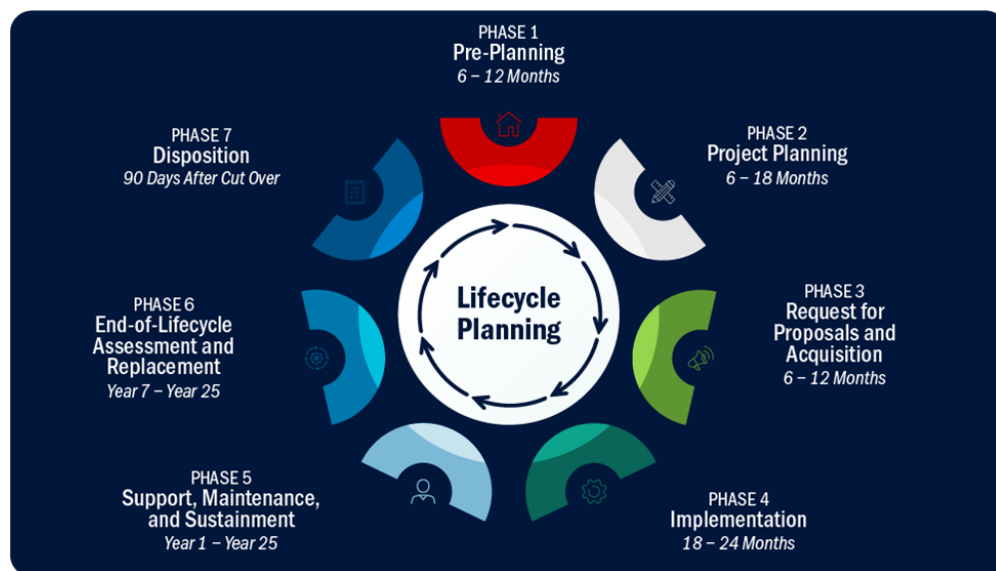 PHASE 1
Pre-Planning
6 – 12 Months
PHASE 2
Project Planning
6 – 18 Months
PHASE 3
Request for
Proposals and
Acquisition
6 – 12 Months
PHASE 4
Implementation
18 – 24 Months
PHASE 5
Support, Maintenance,
and Sustainment
Year 1 – Year 25
PHASE 6
End-of-Lifecycle
Assessment and
Replacement
Year 7 – Year 25
PHASE 7
Disposition
90 Days After Cut Over
Lifecycle
Planning